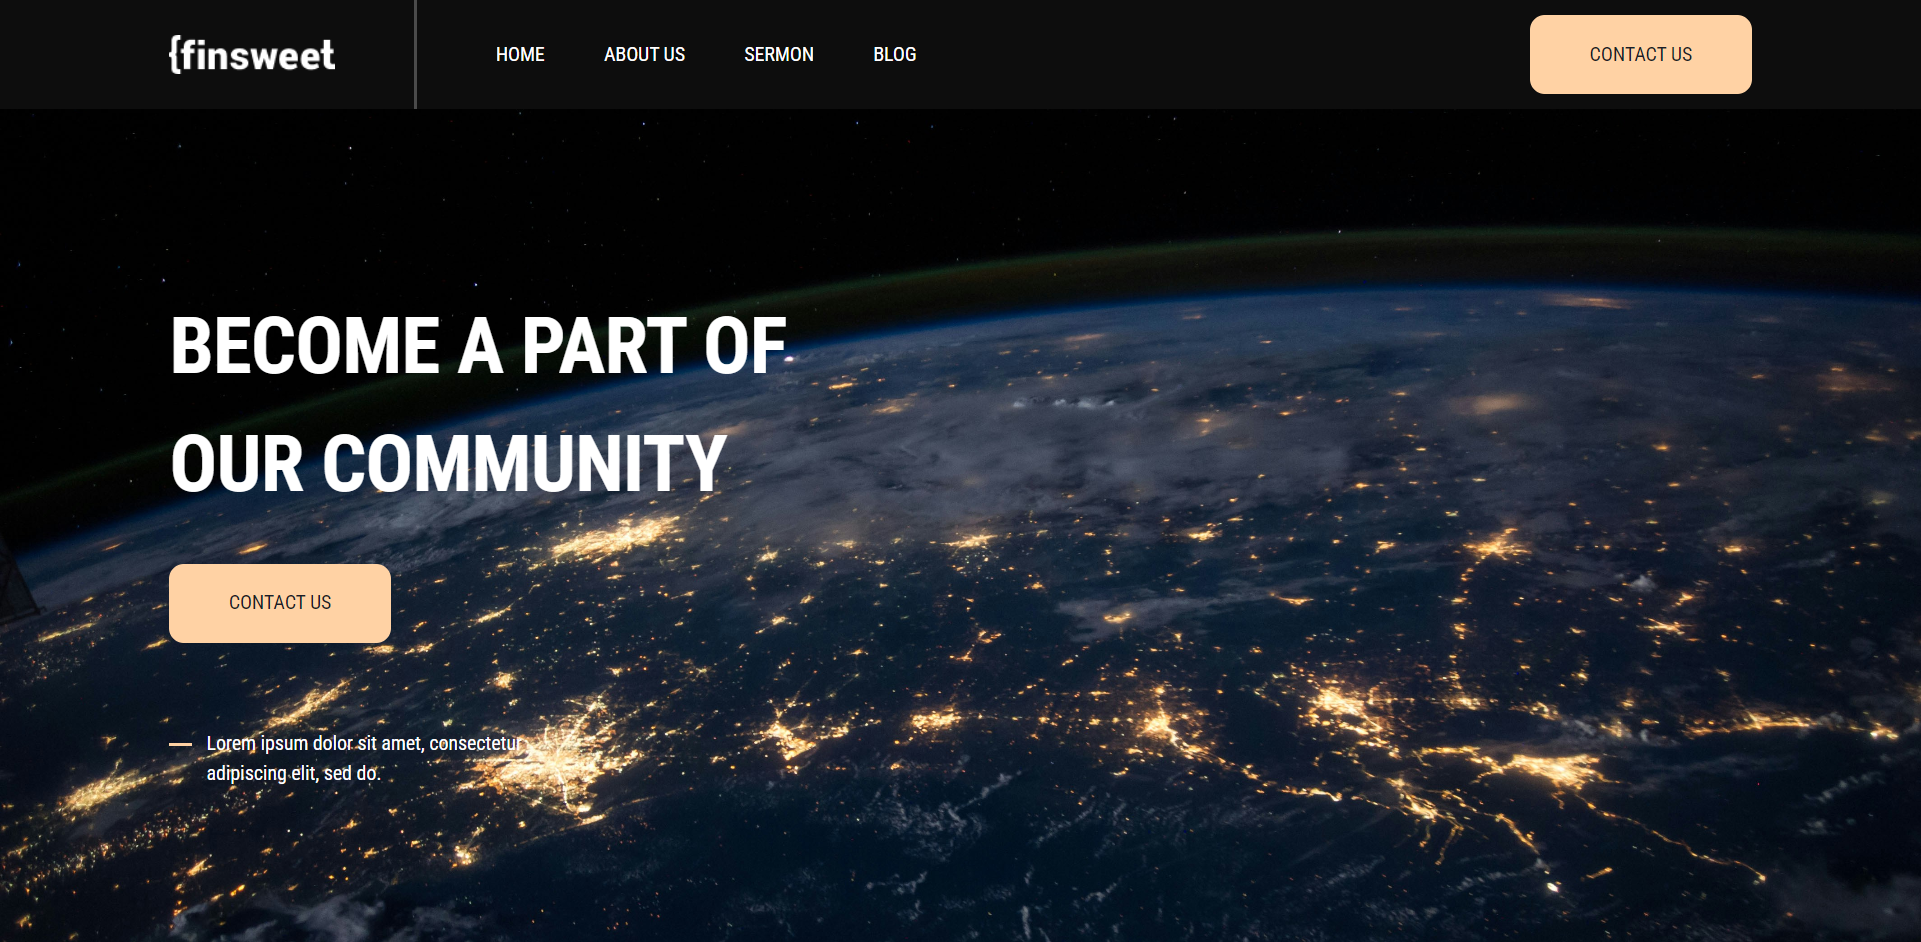 {finsweet
HOME
ABOUT US
SERMON
BLOG
CONTACT US
BECOME A PART OF
OUR COMMUNITY
CONTACT US
Lorem ipsum dolor sit amet, consectetur
adipiscing elit, sed do.